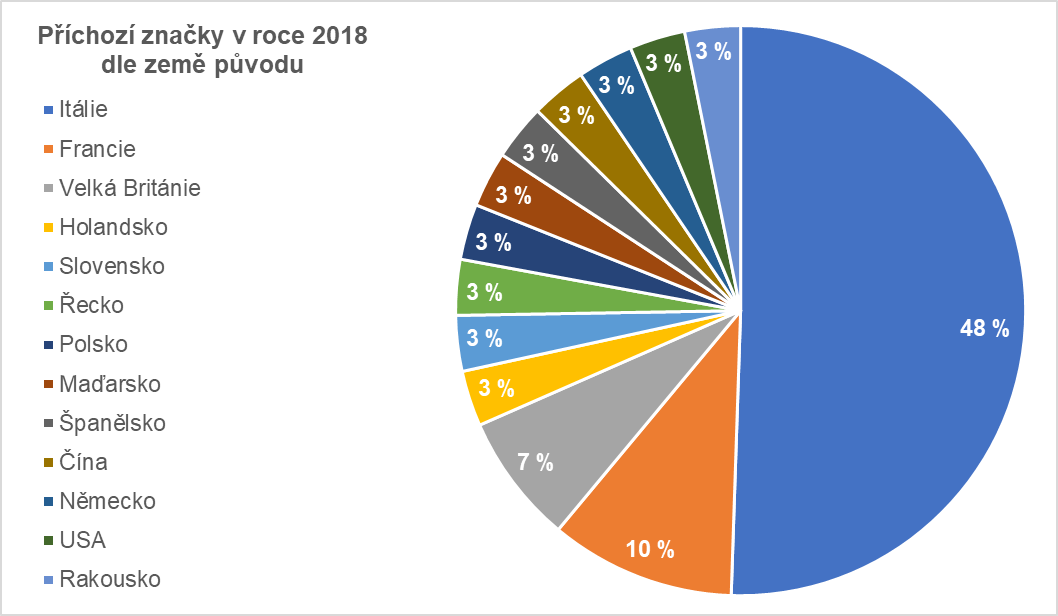 Příchozí značky v roce 2018
dle země původu
Itálie
Francie
Velká Británie
Holandsko
Slovensko
Řecko
Polsko
Maďarsko
Španělsko
Čína
Německo
USA
Rakousko
48 %
10 %
7 %
3 %
3 %
3 %
3 %
3 %
3 %
3 %
3 %
3 %
3 %